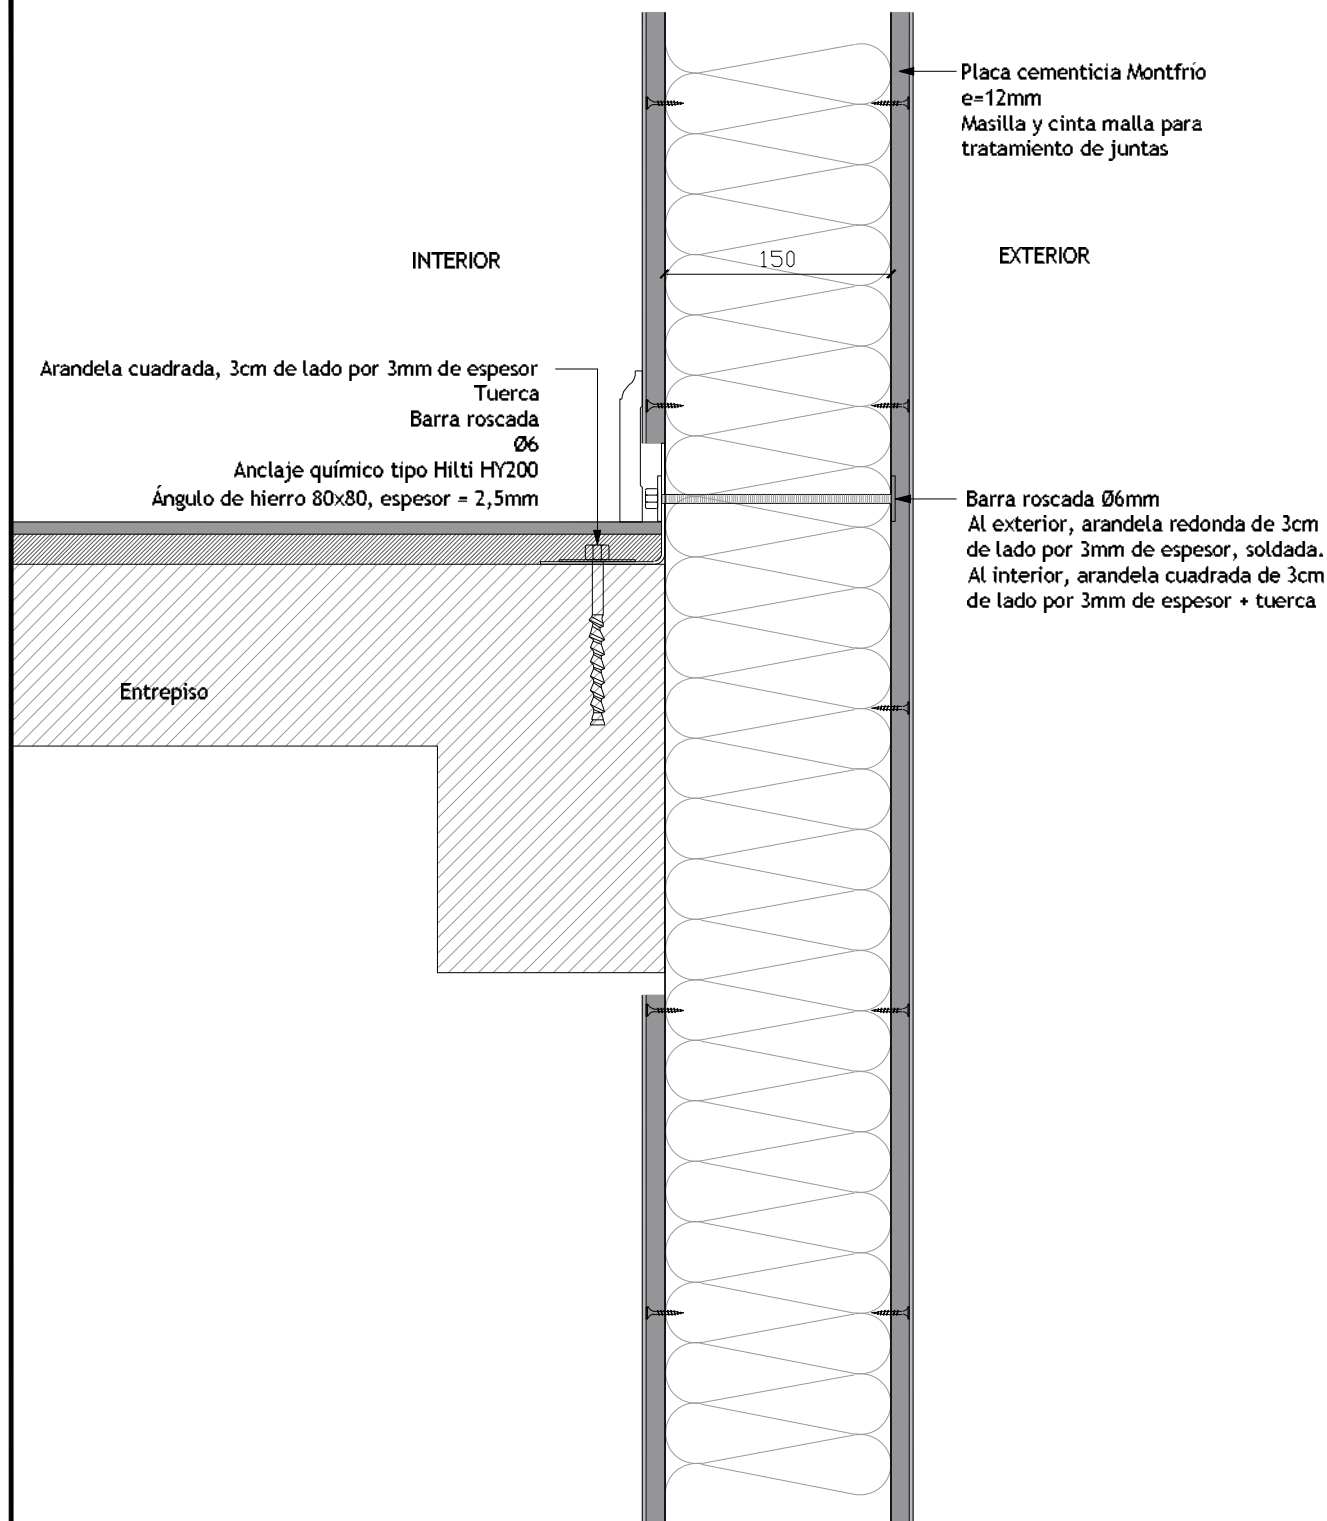 Placa cementicia Montfrío
e=12mm
Masilla y cinta malla para
tratamiento de juntas
INTERIOR
150
EXTERIOR
Arandela cuadrada, 3cm de lado por 3mm de espesor
Tuerca
Barra roscada
Ø6
Anclaje químico tipo Hilti HY200
Ángulo de hierro 80x80, espesor = 2,5mm
Barra roscada Ø6mm
Al exterior, arandela redonda de 3cm
de lado por 3mm de espesor, soldada.
Al interior, arandela cuadrada de 3cm
de lado por 3mm de espesor + tuerca
Entrepiso